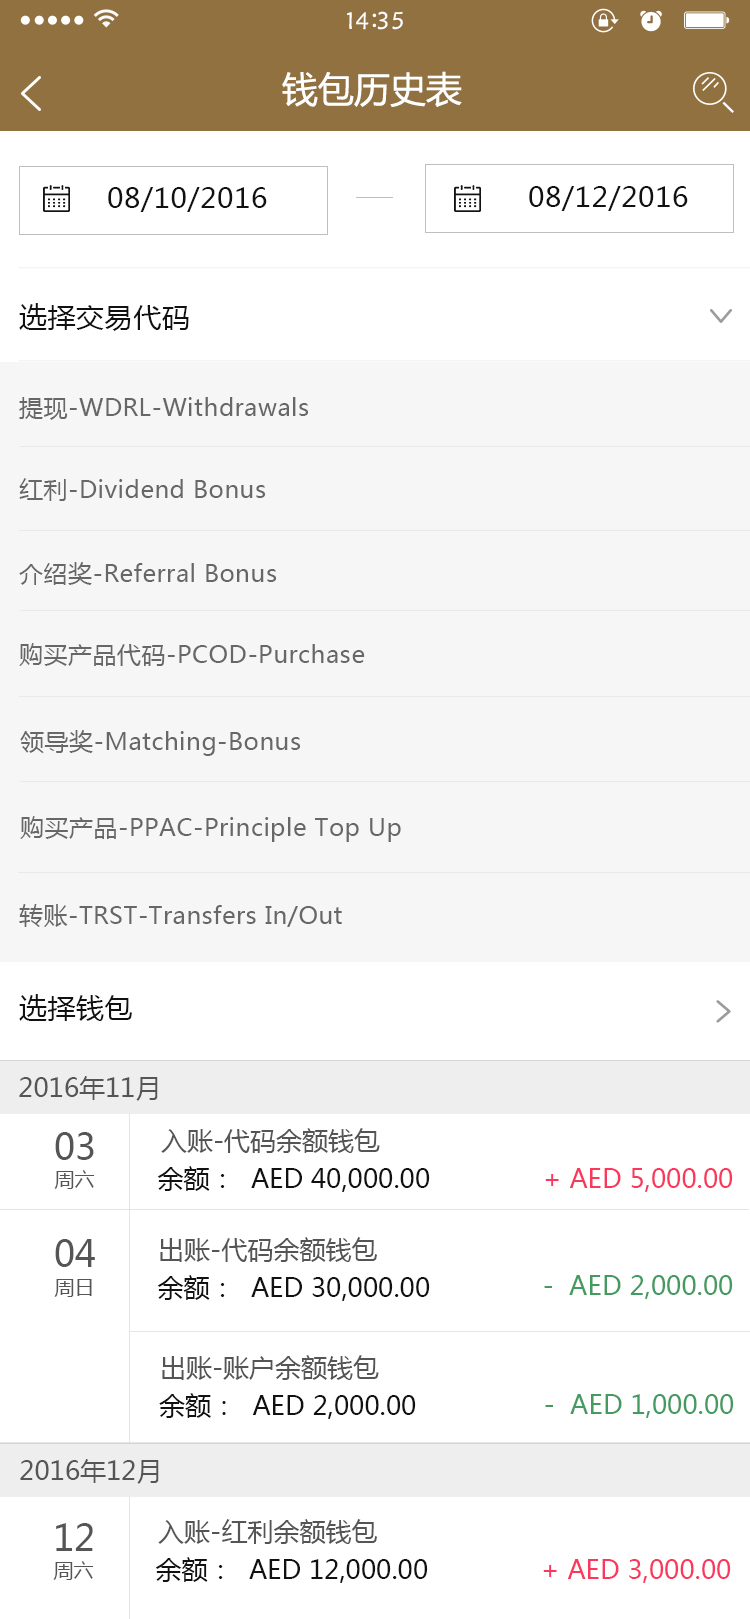 14:35
钱包历史表
08/10/2016 — 08/12/2016
选择交易代码
提现-WDRL-Withdrawals
红利-Dividend Bonus
介绍奖-Referral Bonus
购买产品代码-PCOD-Purchase
领导奖-Matching-Bonus
购买产品-PPAC-Principle Top Up
转账-TRST-Transfers In/Out
选择钱包
2016年11月
03 入账-代码余额钱包
周六 余额： AED 40,000.00 + AED 5,000.00
04 出账-代码余额钱包
周日 余额： AED 30,000.00 - AED 2,000.00
出账-账户余额钱包
余额： AED 2,000.00 - AED 1,000.00
2016年12月
12 入账-红利余额钱包
周六 余额： AED 12,000.00 + AED 3,000.00